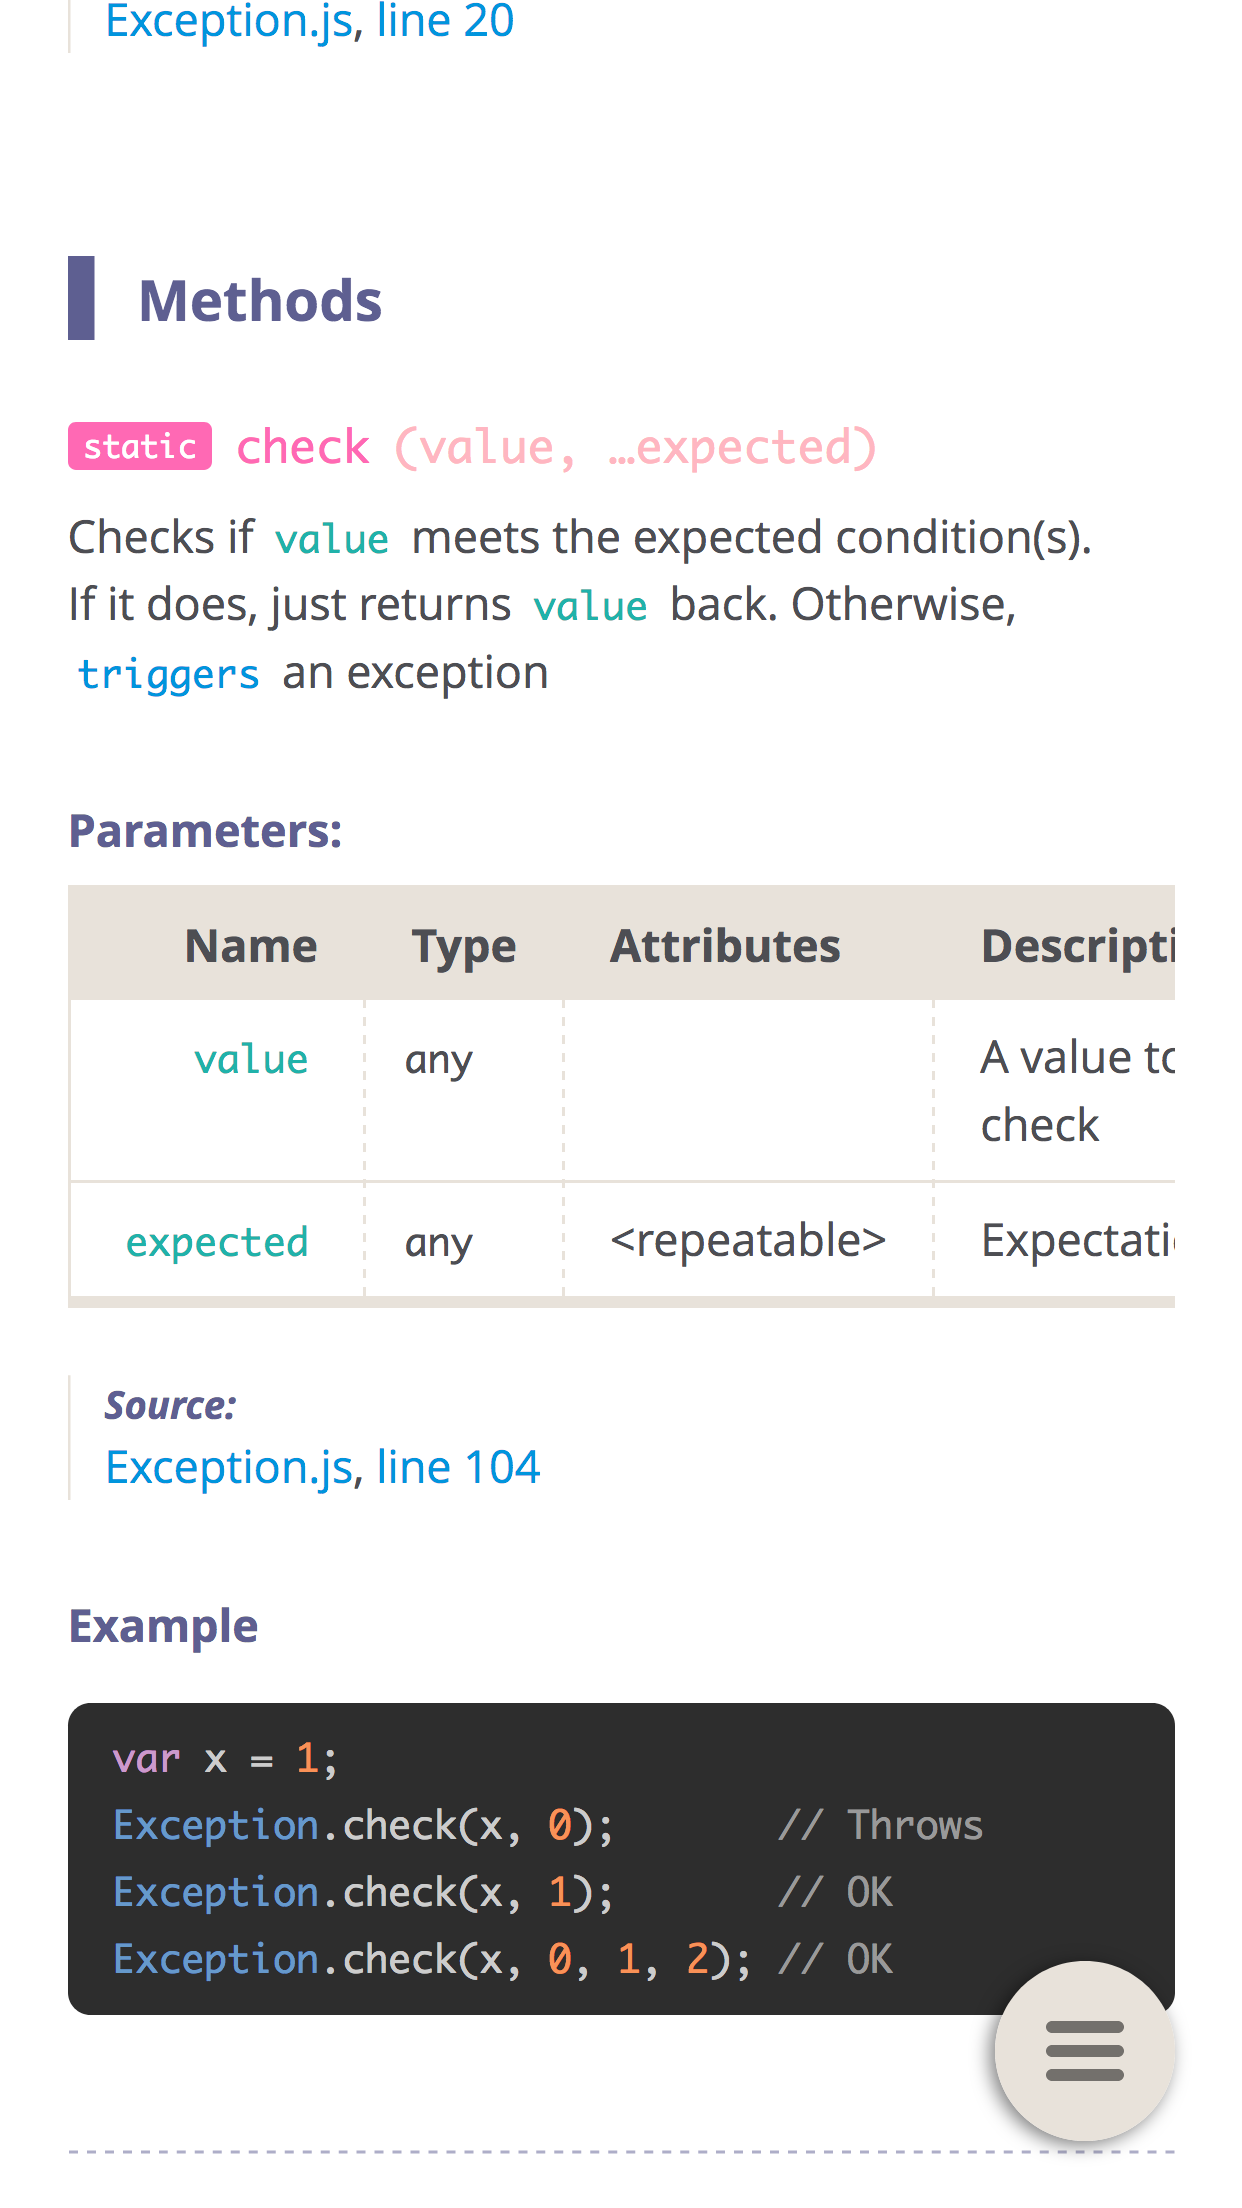 Exception.js, line 20
Methods
static check (value, …expected)
Checks if value meets the expected condition(s).
If it does, just returns value back. Otherwise,
triggers an exception
Parameters:
Name Type Attributes Descripti
value any A value to
check
expected any <repeatable> Expectati
Source:
Exception.js, line 104
Example
var x = 1;
Exception.check(x, 0);       // Throws
Exception.check(x, 1);       // OK
Exception.check(x, 0, 1, 2); // OK